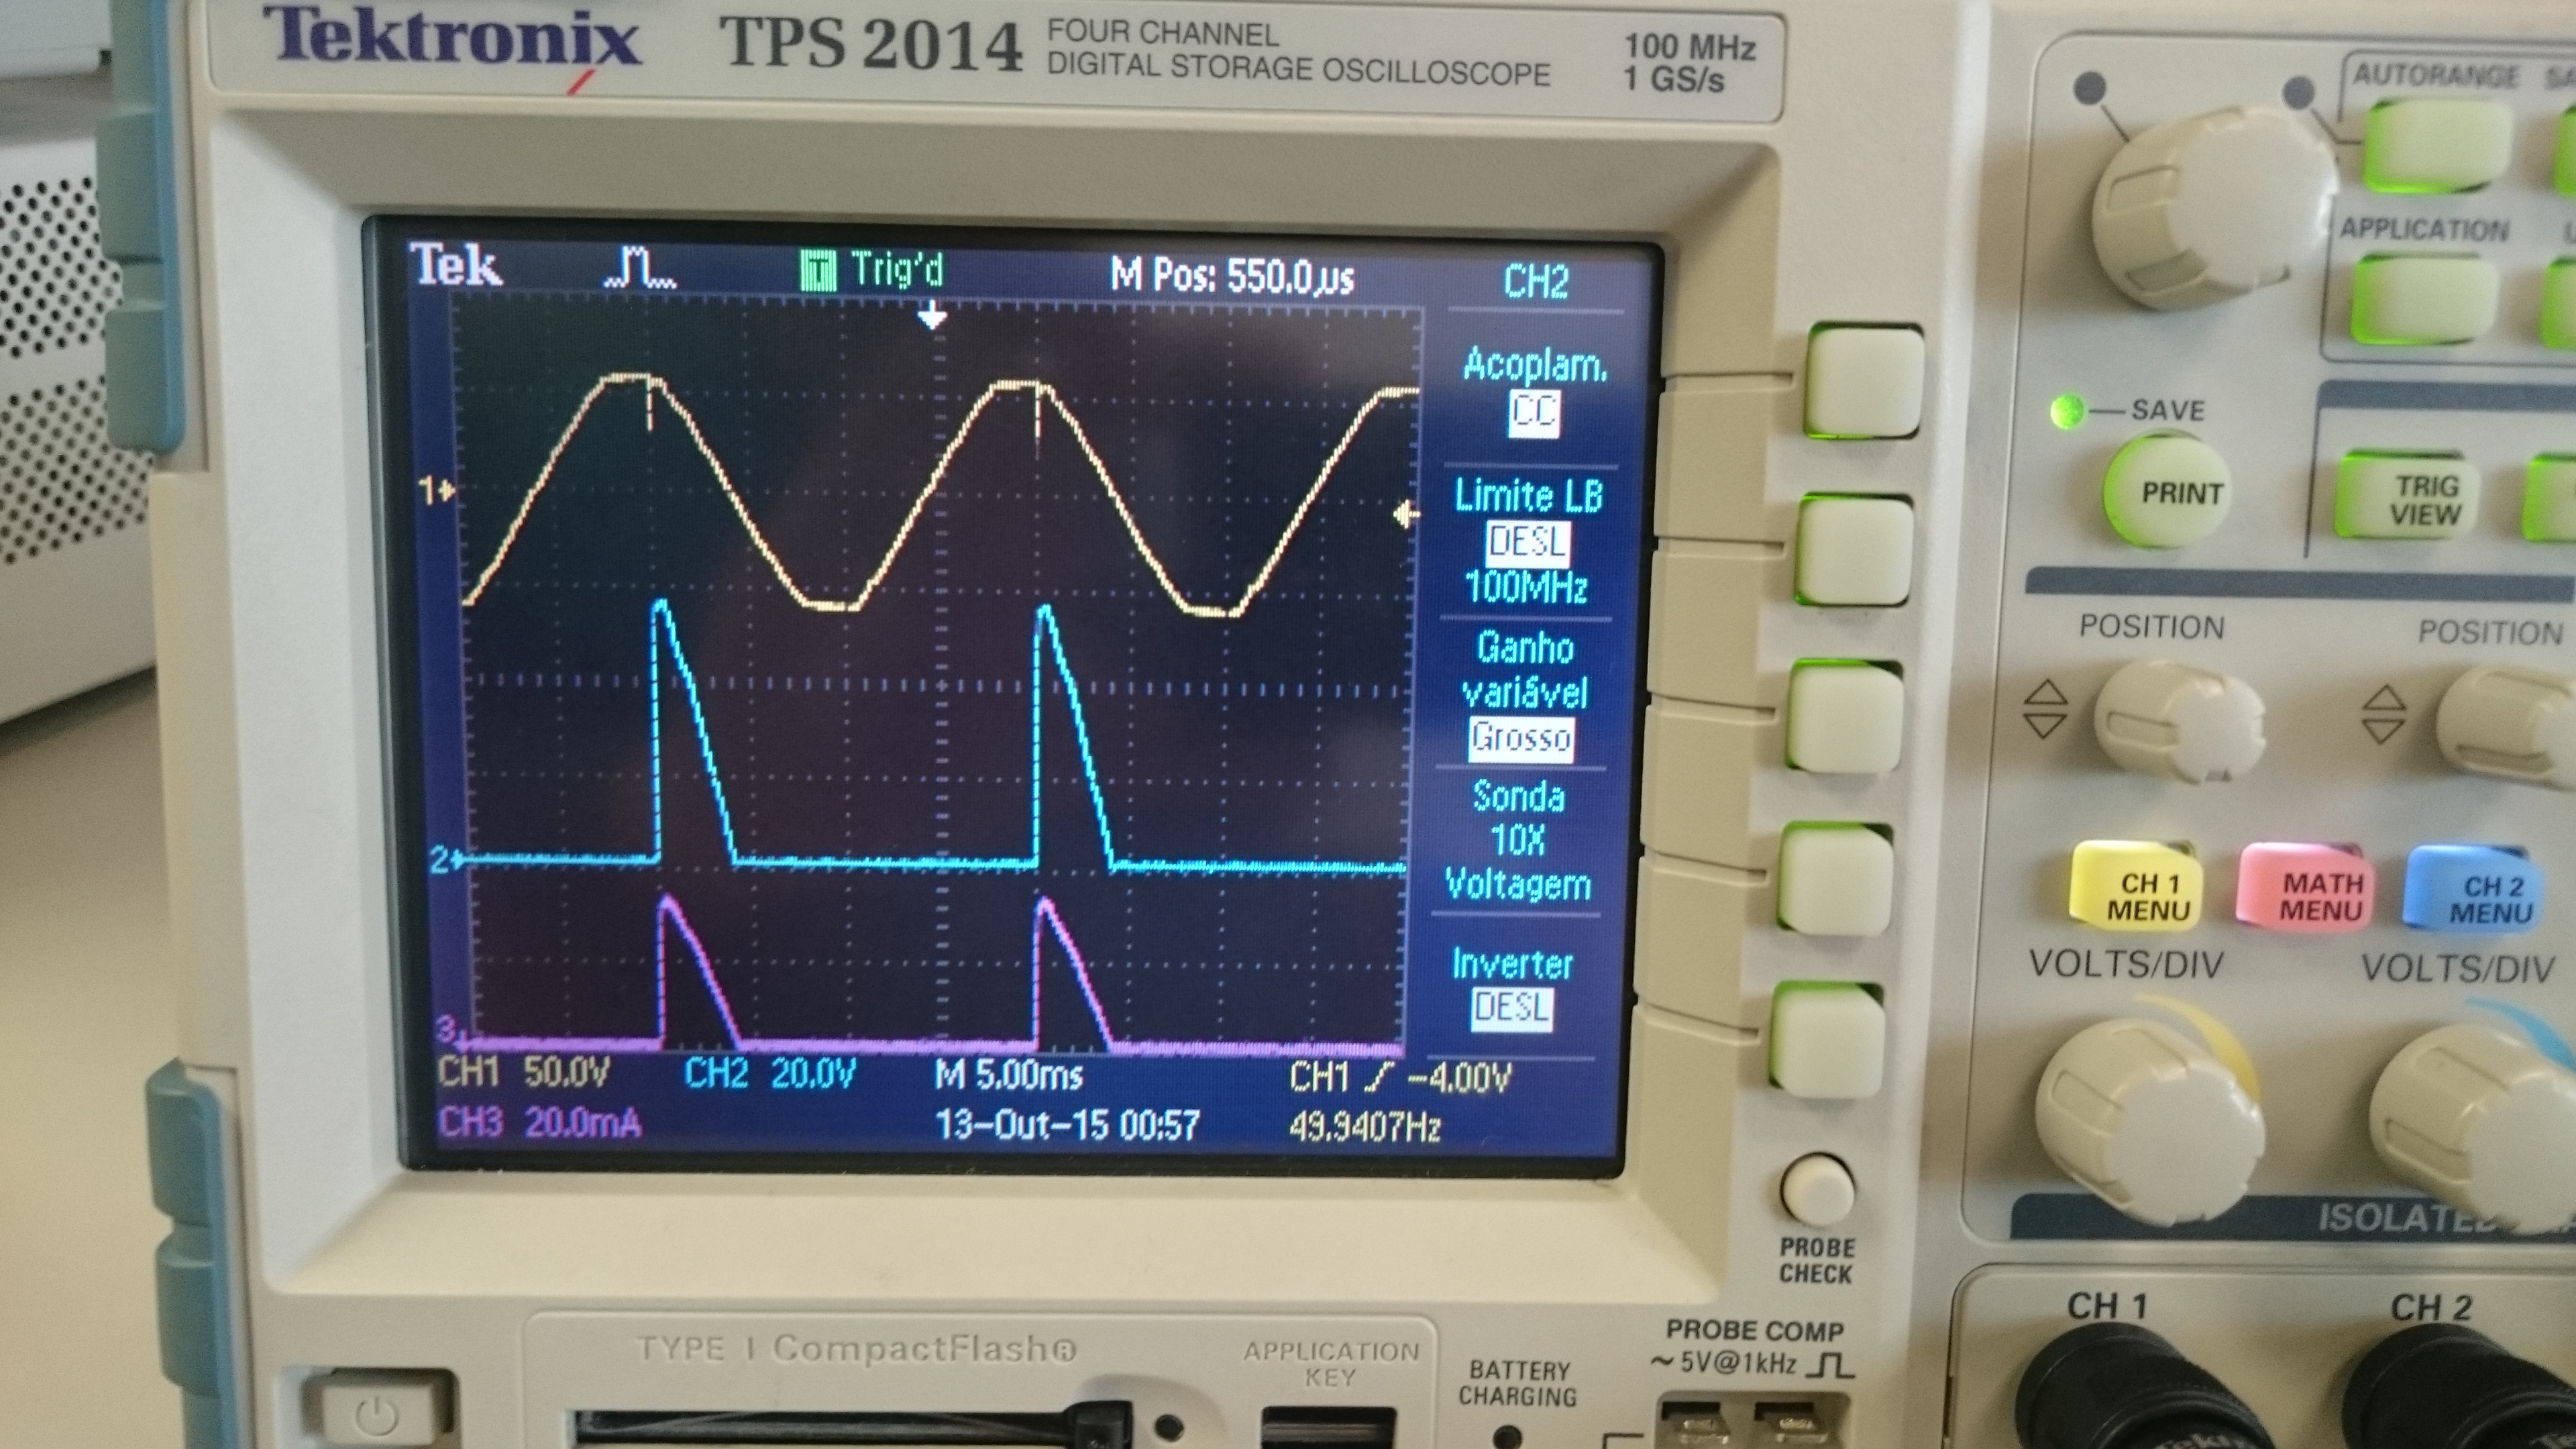 Tektronix TPS 2014 FOUR CHANNEL
DIGITAL STORAGE OSCILLOSCOPE
100 MHz
1 GS/s
AUTORANGE
APPLICATION
SAVE
PRINT
TRIG
VIEW
POSITION
POSITION
CH 1
MENU
MATH
MENU
CH 2
MENU
VOLTS/DIV
VOLTS/DIV
Tek
T Trig'd
M Pos: 550.0µs
CH2
Acoplam.
CC
Limite LB
DESL
100MHz
Ganho
variável
Grosso
Sonda
10X
Voltagem
Inverter
DESL
1
2
3
CH1 50.0V
CH2 20.0V
M 5.00ms
CH1 -4.00V
CH3 20.0mA
13-Out-15 00:57
49.9407Hz
PROBE
CHECK
ISOLATED
CH 1
CH 2
TYPE I CompactFlash®
APPLICATION
KEY
BATTERY
CHARGING
PROBE COMP
~5V@1kHz